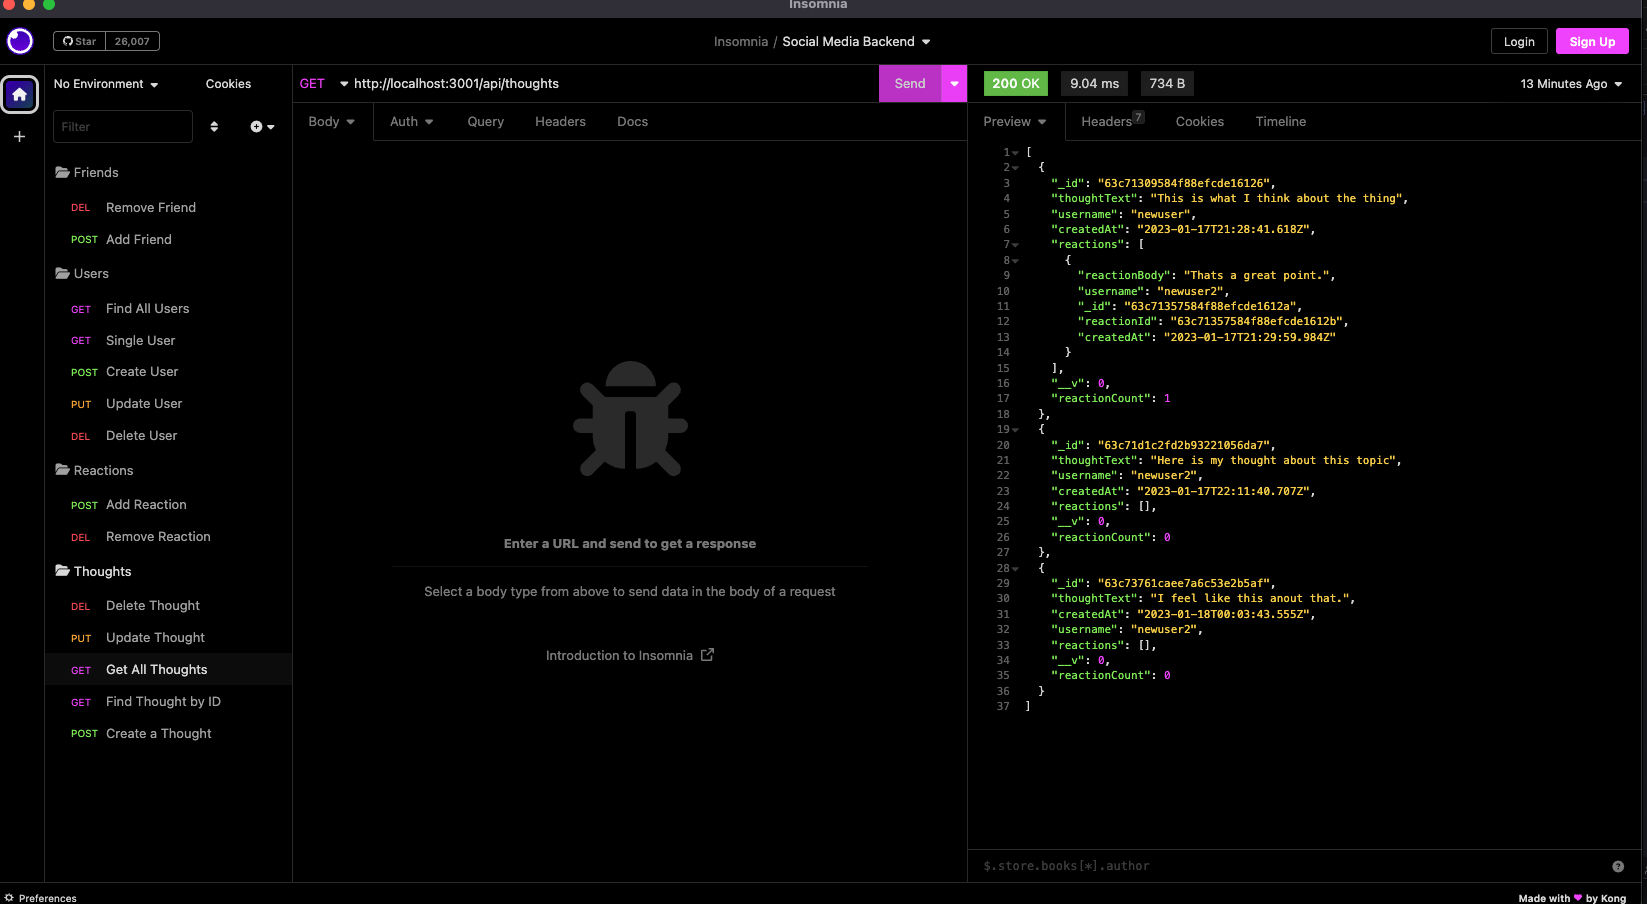 Insomnia
Star 26,007
Insomnia / Social Media Backend
Login
Sign Up
No Environment
Cookies
Filter
Friends
DEL Remove Friend
POST Add Friend
Users
GET Find All Users
GET Single User
POST Create User
PUT Update User
DEL Delete User
Reactions
POST Add Reaction
DEL Remove Reaction
Thoughts
DEL Delete Thought
PUT Update Thought
GET Get All Thoughts
GET Find Thought by ID
POST Create a Thought
Preferences
GET http://localhost:3001/api/thoughts
Send
Body Auth Query Headers Docs
Enter a URL and send to get a response
Select a body type from above to send data in the body of a request
Introduction to Insomnia
200 OK 9.04 ms 734 B 13 Minutes Ago
Preview Headers 7 Cookies Timeline
1 [
2 {
3 "_id": "63c71309584f88efcde16126",
4 "thoughtText": "This is what I think about the thing",
5 "username": "newuser",
6 "createdAt": "2023-01-17T21:28:41.618Z",
7 "reactions": [
8 {
9 "reactionBody": "Thats a great point.",
10 "username": "newuser2",
11 "_id": "63c71357584f88efcde1612a",
12 "reactionId": "63c71357584f88efcde1612b",
13 "createdAt": "2023-01-17T21:29:59.984Z"
14 }
15 ],
16 "__v": 0,
17 "reactionCount": 1
18 },
19 {
20 "_id": "63c71d1c2fd2b93221056da7",
21 "thoughtText": "Here is my thought about this topic",
22 "username": "newuser2",
23 "createdAt": "2023-01-17T22:11:40.707Z",
24 "reactions": [],
25 "__v": 0,
26 "reactionCount": 0
27 },
28 {
29 "_id": "63c73761caee7a6c53e2b5af",
30 "thoughtText": "I feel like this anout that.",
31 "createdAt": "2023-01-18T00:03:43.555Z",
32 "username": "newuser2",
33 "reactions": [],
34 "__v": 0,
35 "reactionCount": 0
36 }
37 ]
$.store.books[*].author
Made with ♥ by Kong